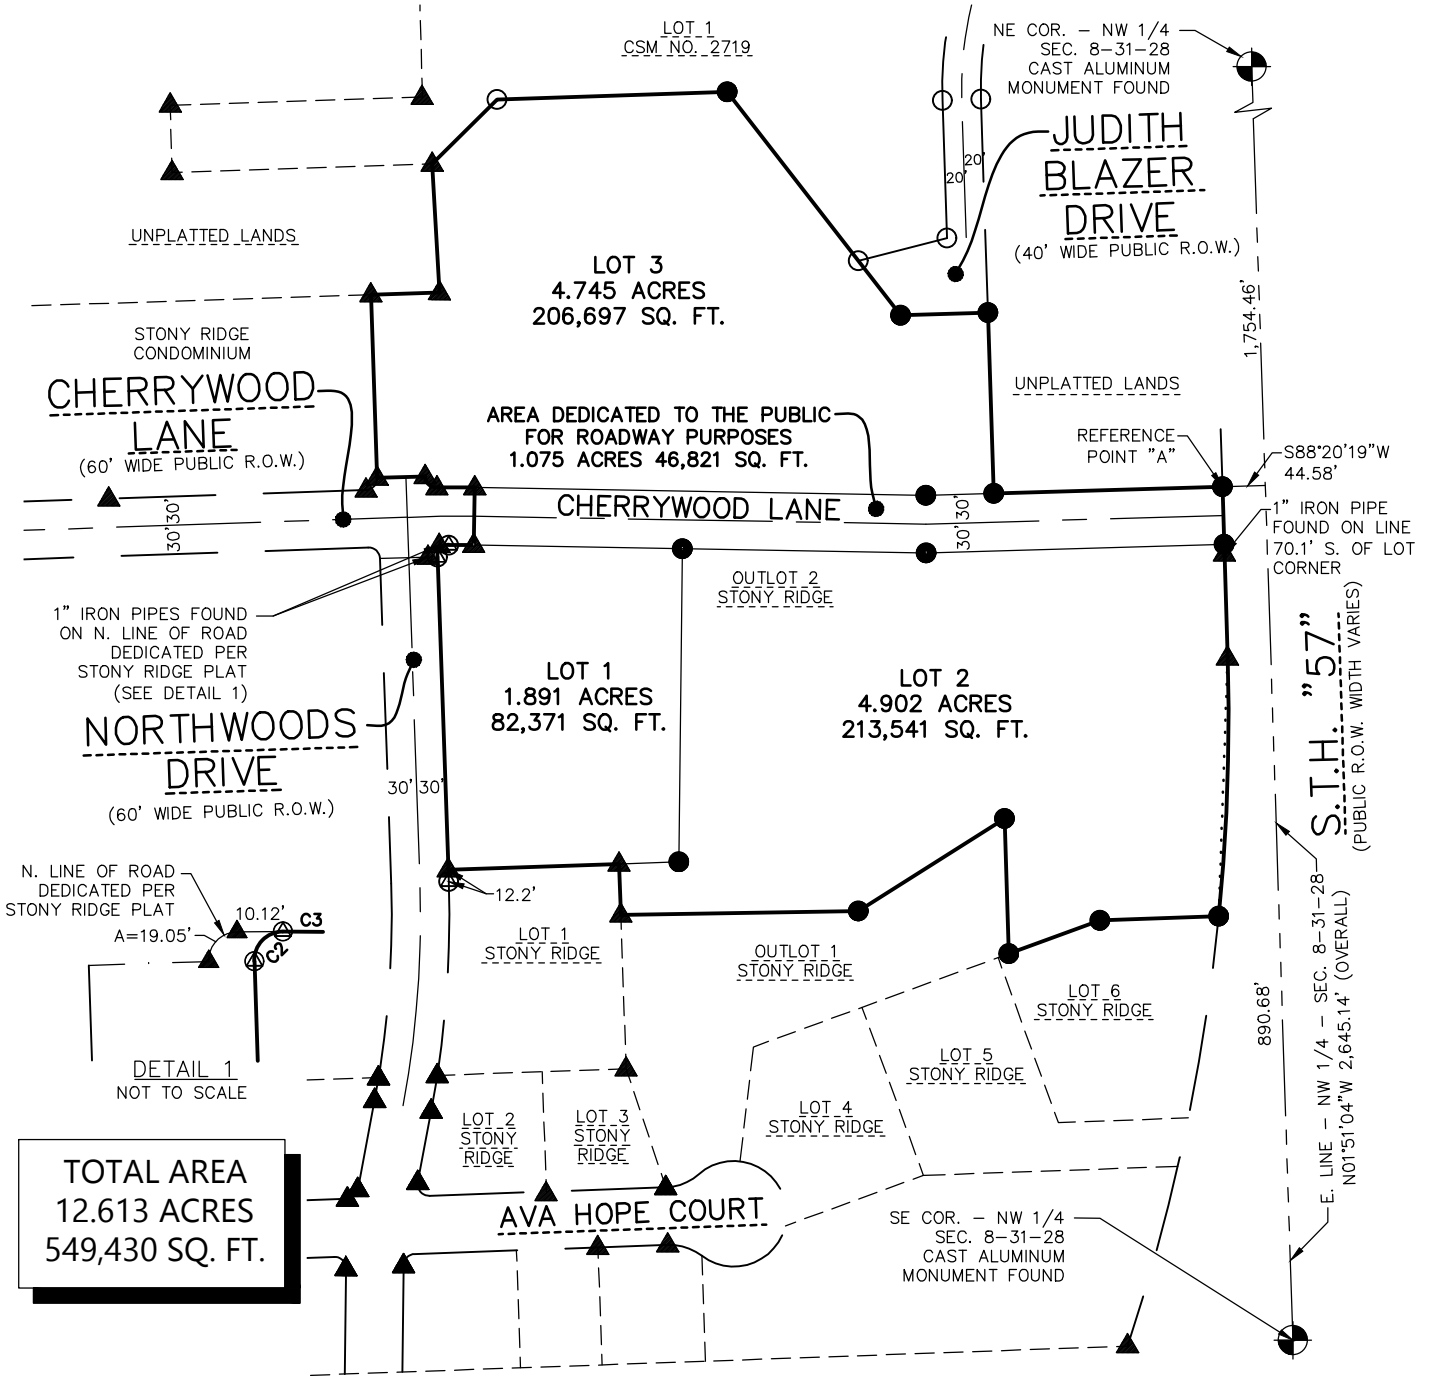 LOT 1
CSM NO. 2719
NE COR. – NW 1/4
SEC. 8–31–28
CAST ALUMINUM
MONUMENT FOUND
JUDITH
BLAZER
DRIVE
(40' WIDE PUBLIC R.O.W.)
20'
20'
UNPLATTED LANDS
LOT 3
4.745 ACRES
206,697 SQ. FT.
1,754.46'
STONY RIDGE
CONDOMINIUM
CHERRYWOOD
LANE
(60' WIDE PUBLIC R.O.W.)
AREA DEDICATED TO THE PUBLIC
FOR ROADWAY PURPOSES
1.075 ACRES 46,821 SQ. FT.
UNPLATTED LANDS
REFERENCE
POINT "A"
S88°20'19"W
44.58'
30'
30'
CHERRYWOOD LANE
30'
30'
1" IRON PIPE
FOUND ON LINE
70.1' S. OF LOT
CORNER
OUTLOT 2
STONY RIDGE
1" IRON PIPES FOUND
ON N. LINE OF ROAD
DEDICATED PER
STONY RIDGE PLAT
(SEE DETAIL 1)
LOT 1
1.891 ACRES
82,371 SQ. FT.
LOT 2
4.902 ACRES
213,541 SQ. FT.
S.T.H. "57"
(PUBLIC R.O.W. WIDTH VARIES)
NORTHWOODS
DRIVE
(60' WIDE PUBLIC R.O.W.)
30'
30'
12.2'
N. LINE OF ROAD
DEDICATED PER
STONY RIDGE PLAT
10.12'
C3
A=19.05'
C2
DETAIL 1
NOT TO SCALE
LOT 1
STONY RIDGE
OUTLOT 1
STONY RIDGE
LOT 6
STONY RIDGE
890.68'
E. LINE – NW 1/4 – SEC. 8–31–28
N01°51'04"W 2,645.14' (OVERALL)
LOT 5
STONY RIDGE
LOT 4
STONY RIDGE
LOT 2
STONY
RIDGE
LOT 3
STONY
RIDGE
TOTAL AREA
12.613 ACRES
549,430 SQ. FT.
AVA HOPE COURT
SE COR. – NW 1/4
SEC. 8–31–28
CAST ALUMINUM
MONUMENT FOUND